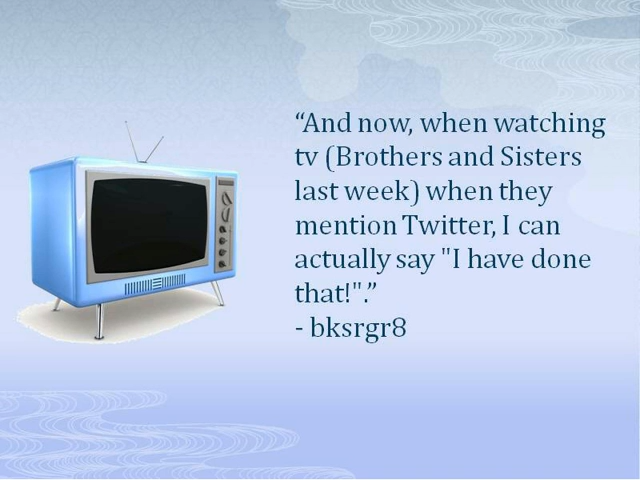 “And now, when watching
tv (Brothers and Sisters
last week) when they
mention Twitter, I can
actually say "I have done
that!".”
- bksrgr8